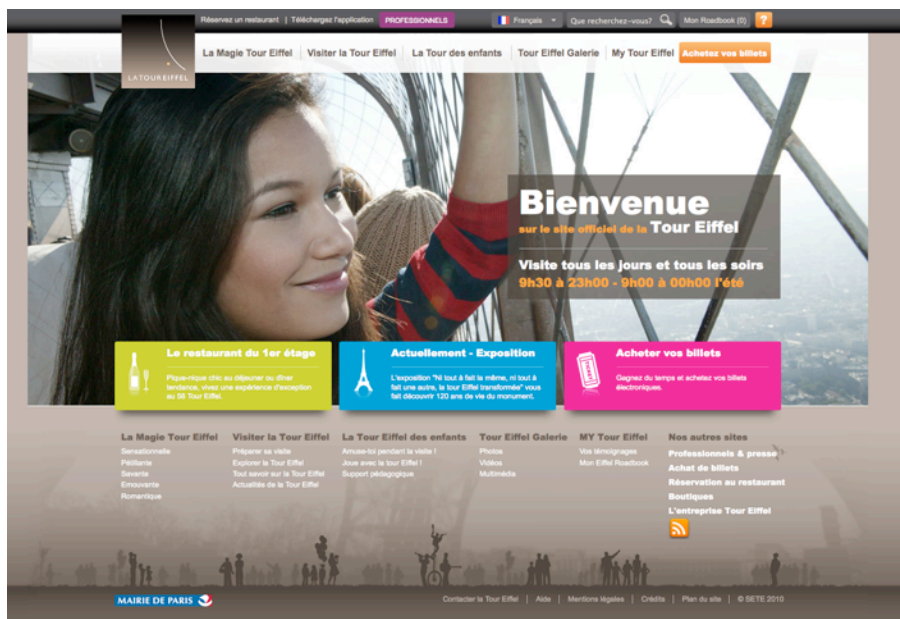 Réservez un restaurant | Téléchargez l'application PROFESSIONNELS Français Que recherchez-vous? Mon Roadbook (0) ?
LA TOUR EIFFEL
La Magie Tour Eiffel Visiter la Tour Eiffel La Tour des enfants Tour Eiffel Galerie My Tour Eiffel Achetez vos billets
Bienvenue
sur le site officiel de la Tour Eiffel
Visite tous les jours et tous les soirs
9h30 à 23h00 - 9h00 à 00h00 l'été
Le restaurant du 1er étage
Pique-nique chic au déjeuner ou dîner
tendance, vivez une expérience d'exception
au 58 Tour Eiffel.
Actuellement - Exposition
L'exposition "Ni tout à fait la même, ni tout à
fait une autre, la tour Eiffel transformée" vous
fait découvrir 120 ans de vie du monument.
Acheter vos billets
Gagnez du temps et achetez vos billets
électroniques.
La Magie Tour Eiffel
Sensationnelle
Pétillante
Savante
Emouvante
Romantique
Visiter la Tour Eiffel
Préparer sa visite
Explorer la Tour Eiffel
Tout savoir sur la Tour Eiffel
Actualités de la Tour Eiffel
La Tour Eiffel des enfants
Amuse-toi pendant ta visite !
Joue avec la tour Eiffel !
Support pédagogique
Tour Eiffel Galerie
Photos
Vidéos
Multimédia
MY Tour Eiffel
Vos témoignages
Mon Eiffel Roadbook
Nos autres sites
Professionnels & presse
Achat de billets
Réservation au restaurant
Boutiques
L'entreprise Tour Eiffel
MAIRIE DE PARIS
Contacter la Tour Eiffel | Aide | Mentions légales | Crédits | Plan du site | © SETE 2010